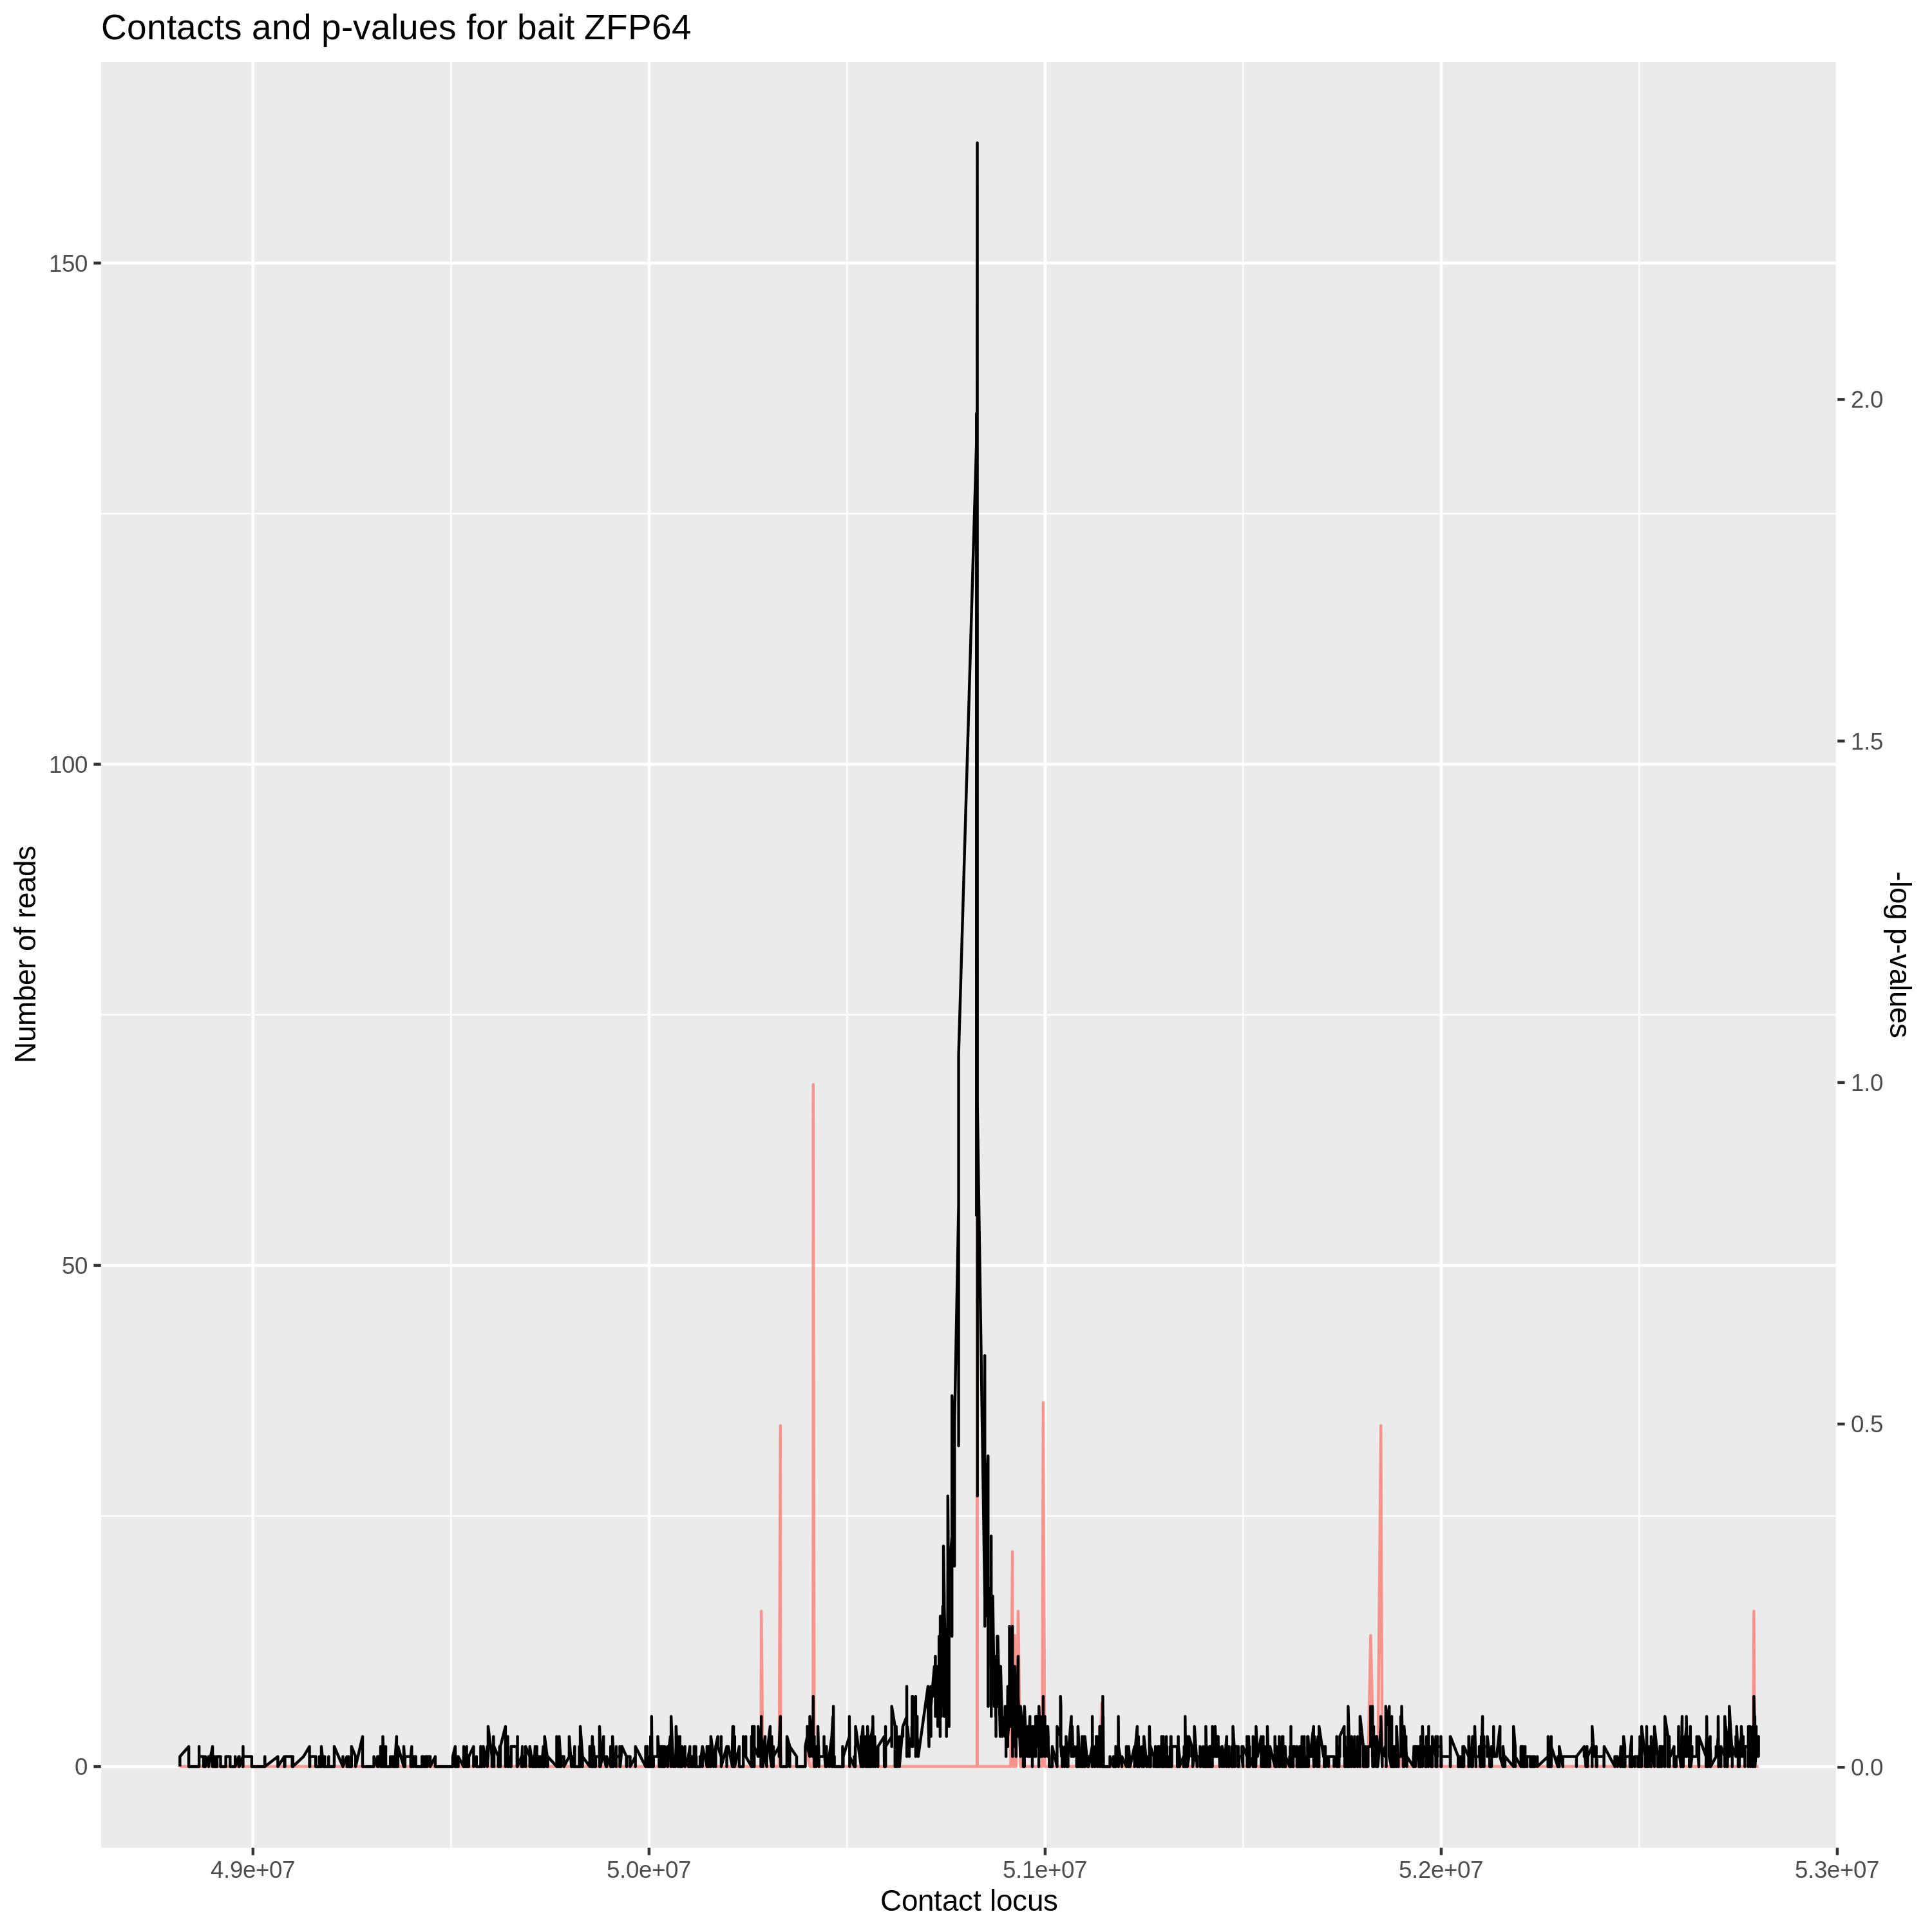 Contacts and p-values for bait ZFP64
150
100
50
0
Number of reads
2.0
1.5
1.0
0.5
0.0
-log p-values
4.9e+07
5.0e+07
5.1e+07
5.2e+07
5.3e+07
Contact locus